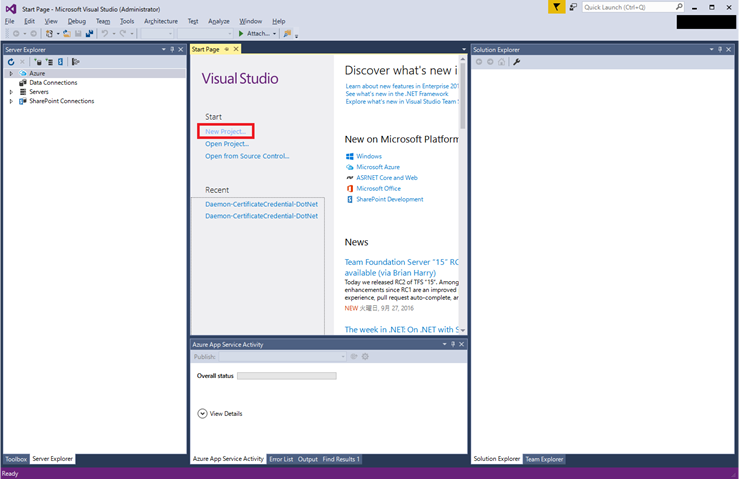 Start Page - Microsoft Visual Studio (Administrator)
Quick Launch (Ctrl+Q)
File Edit View Debug Team Tools Architecture Test Analyze Window Help
Attach...
Server Explorer
Azure
Data Connections
Servers
SharePoint Connections
Start Page
Visual Studio
Start
New Project...
Open Project...
Open from Source Control...
Recent
Daemon-CertificateCredential-DotNet
Daemon-CertificateCredential-DotNet
Discover what's new i
Learn about new features in Enterprise 201
See what's new in the .NET Framework
Explore what's new in Visual Studio Team S
New on Microsoft Platform
Windows
Microsoft Azure
ASP.NET Core and Web
Microsoft Office
SharePoint Development
News
Team Foundation Server "15" RC
available (via Brian Harry)
Today we released RC2 of TFS "15". Among
enhancements since RC1 are an improved
experience, pull request auto-complete, ar
NEW 火曜日, 9月 27, 2016
The week in .NET: On .NET with S
Azure App Service Activity
Publish:
Overall status
View Details
Solution Explorer
Toolbox Server Explorer
Azure App Service Activity Error List Output Find Results 1
Solution Explorer Team Explorer
Ready